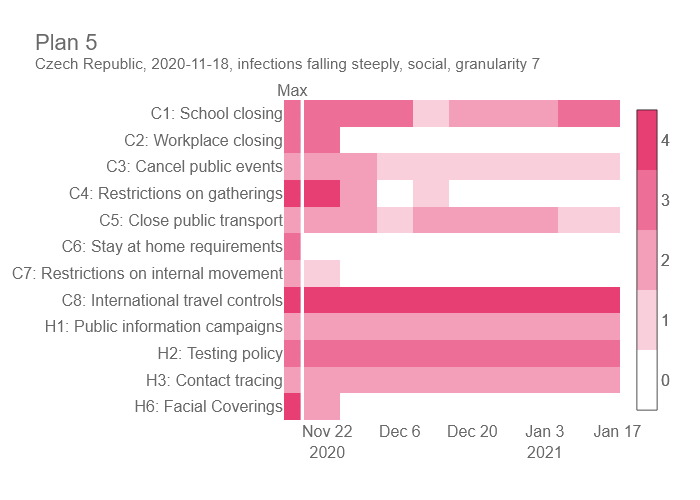 Plan 5
Czech Republic, 2020-11-18, infections falling steeply, social, granularity 7
Max
C1: School closing
C2: Workplace closing
C3: Cancel public events
C4: Restrictions on gatherings
C5: Close public transport
C6: Stay at home requirements
C7: Restrictions on internal movement
C8: International travel controls
H1: Public information campaigns
H2: Testing policy
H3: Contact tracing
H6: Facial Coverings
Nov 22 Dec 6 Dec 20 Jan 3 Jan 17
2020 2021
4
3
2
1
0